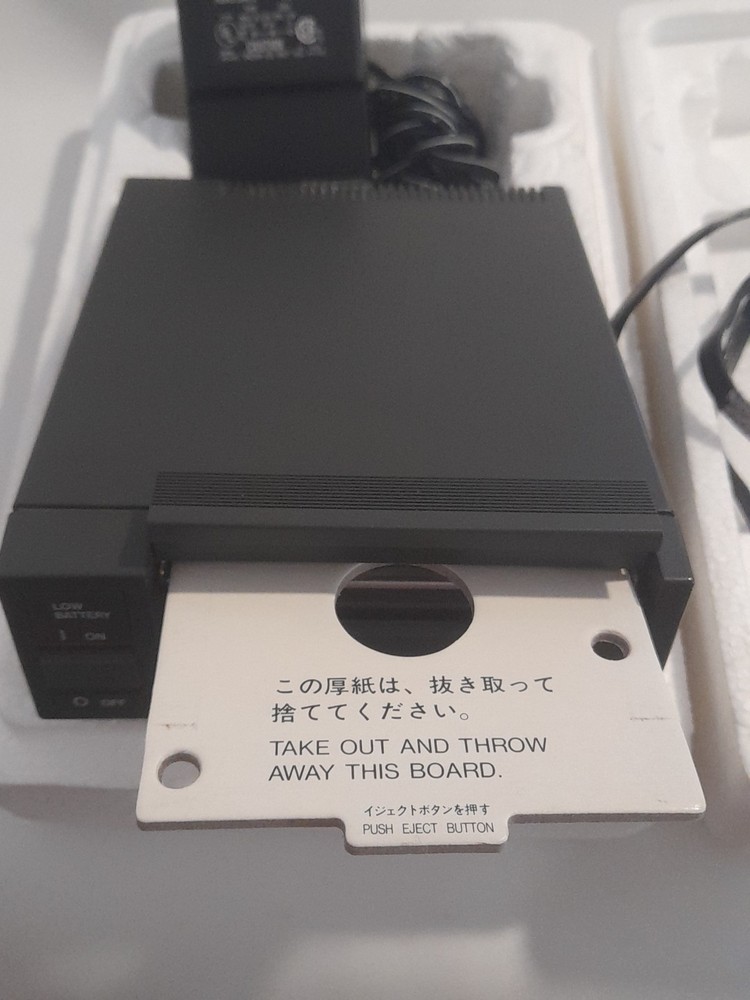 LOW
BATTERY
ON
OFF
この厚紙は、抜き取って
捨ててください。
TAKE OUT AND THROW
AWAY THIS BOARD.
イジェクトボタンを押す
PUSH EJECT BUTTON